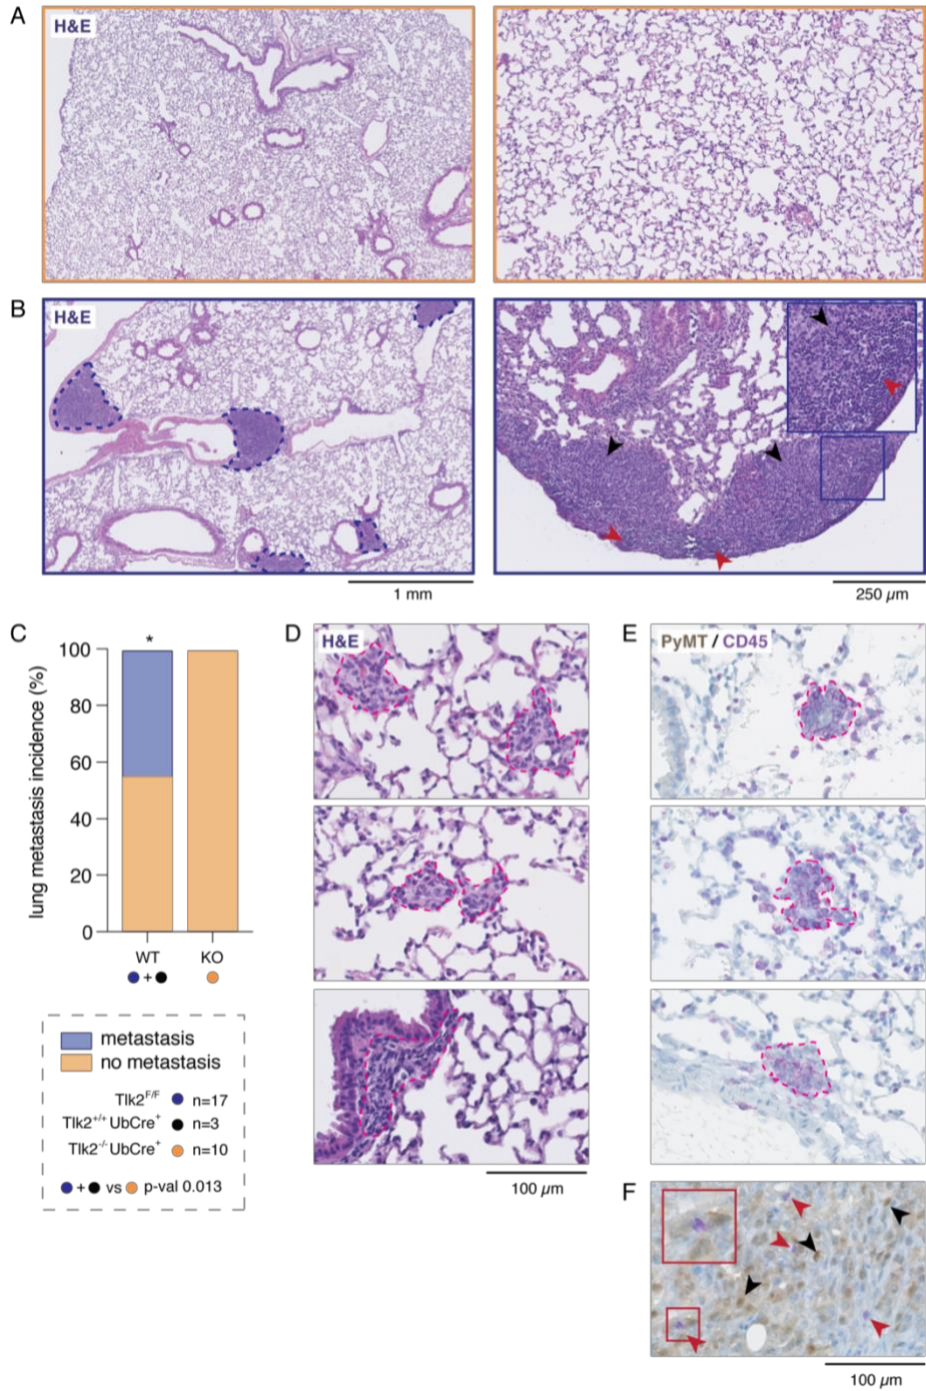 A
H&E
B
H&E
1 mm
250 µm
C
lung metastasis incidence (%)
100
80
60
40
20
0
*
WT
KO
+
metastasis
no metastasis
Tlk2F/F n=17
Tlk2+/+ UbCre+ n=3
Tlk2-/- UbCre+ n=10
+ vs p-val 0.013
D
H&E
100 µm
E
PyMT / CD45
F
100 µm